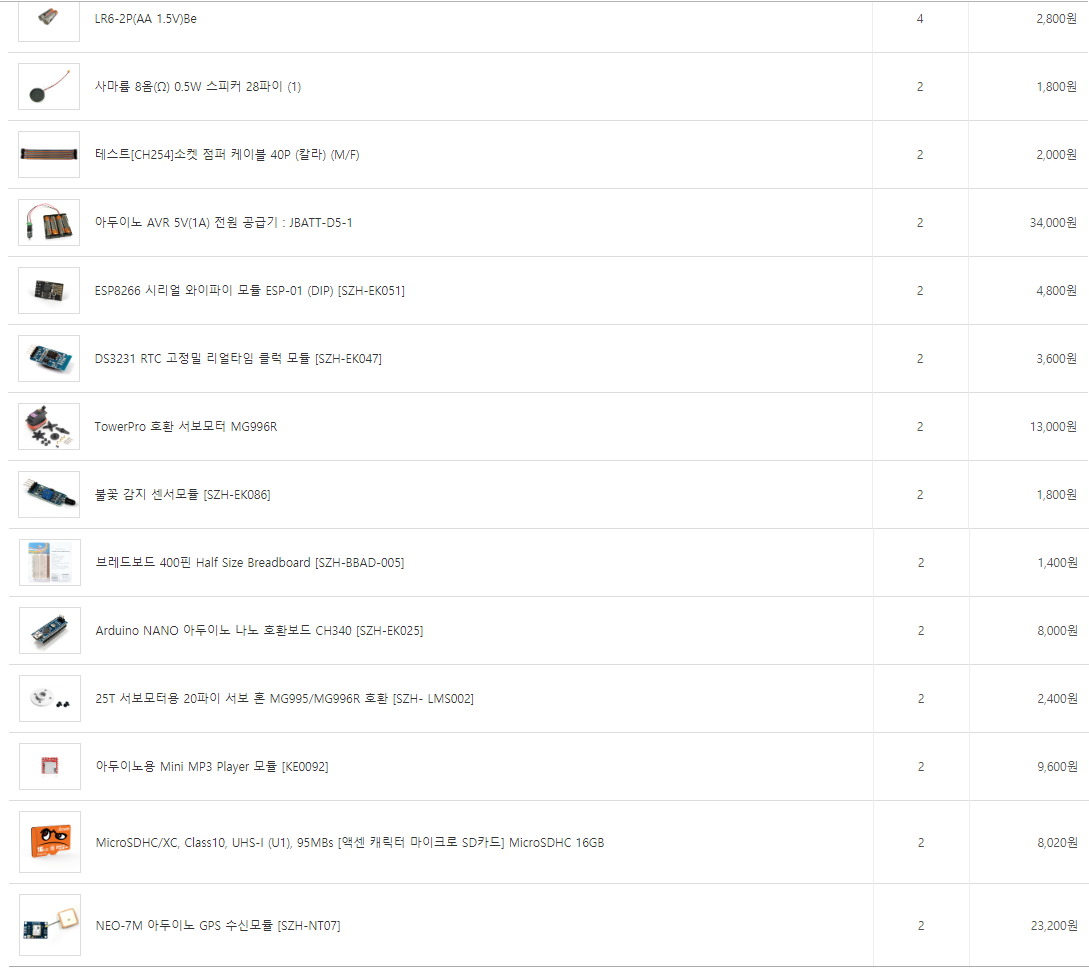 LR6-2P(AA 1.5V)Be 4 2,800원
사마륨 8옴(Ω) 0.5W 스피커 28파이 (1) 2 1,800원
테스트[CH254]소켓 점퍼 케이블 40P (칼라) (M/F) 2 2,000원
아두이노 AVR 5V(1A) 전원 공급기 : JBATT-D5-1 2 34,000원
ESP8266 시리얼 와이파이 모듈 ESP-01 (DIP) [SZH-EK051] 2 4,800원
DS3231 RTC 고정밀 리얼타임 클럭 모듈 [SZH-EK047] 2 3,600원
TowerPro 호환 서보모터 MG996R 2 13,000원
불꽃 감지 센서모듈 [SZH-EK086] 2 1,800원
브레드보드 400핀 Half Size Breadboard [SZH-BBAD-005] 2 1,400원
Arduino NANO 아두이노 나노 호환보드 CH340 [SZH-EK025] 2 8,000원
25T 서보모터용 20파이 서보 혼 MG995/MG996R 호환 [SZH- LMS002] 2 2,400원
아두이노용 Mini MP3 Player 모듈 [KE0092] 2 9,600원
MicroSDHC/XC, Class10, UHS-I (U1), 95MBs [액센 캐릭터 마이크로 SD카드] MicroSDHC 16GB 2 8,020원
NEO-7M 아두이노 GPS 수신모듈 [SZH-NT07] 2 23,200원